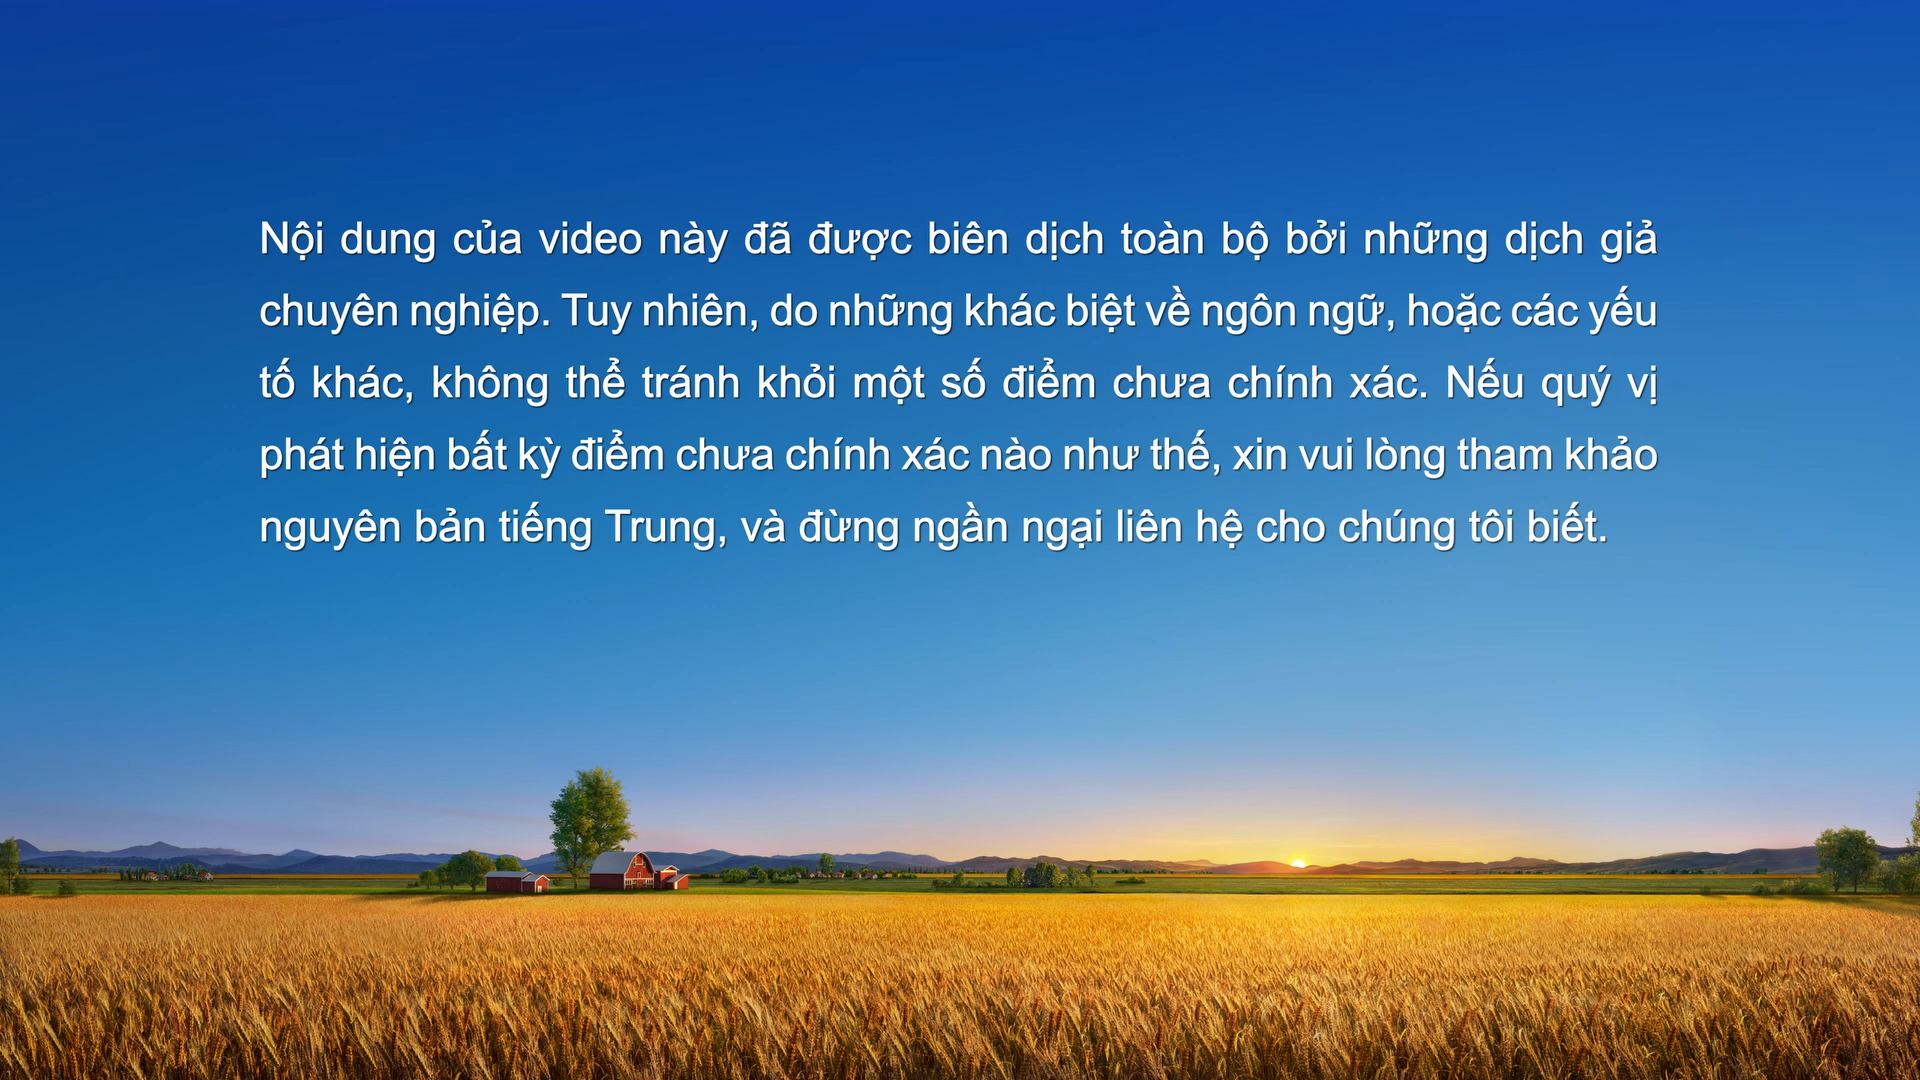 Nội dung của video này đã được biên dịch toàn bộ bởi những dịch giả
chuyên nghiệp. Tuy nhiên, do những khác biệt về ngôn ngữ, hoặc các yếu
tố khác, không thể tránh khỏi một số điểm chưa chính xác. Nếu quý vị
phát hiện bất kỳ điểm chưa chính xác nào như thế, xin vui lòng tham khảo
nguyên bản tiếng Trung, và đừng ngần ngại liên hệ cho chúng tôi biết.